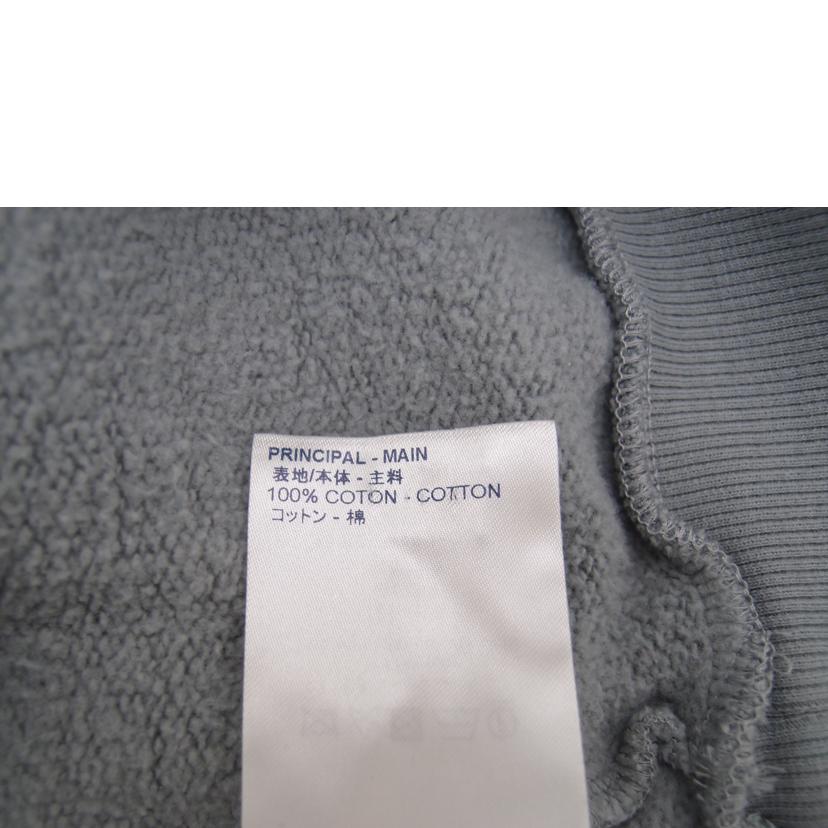 PRINCIPAL - MAIN
表地/本体 - 主料
100% COTON - COTTON
コットン - 棉